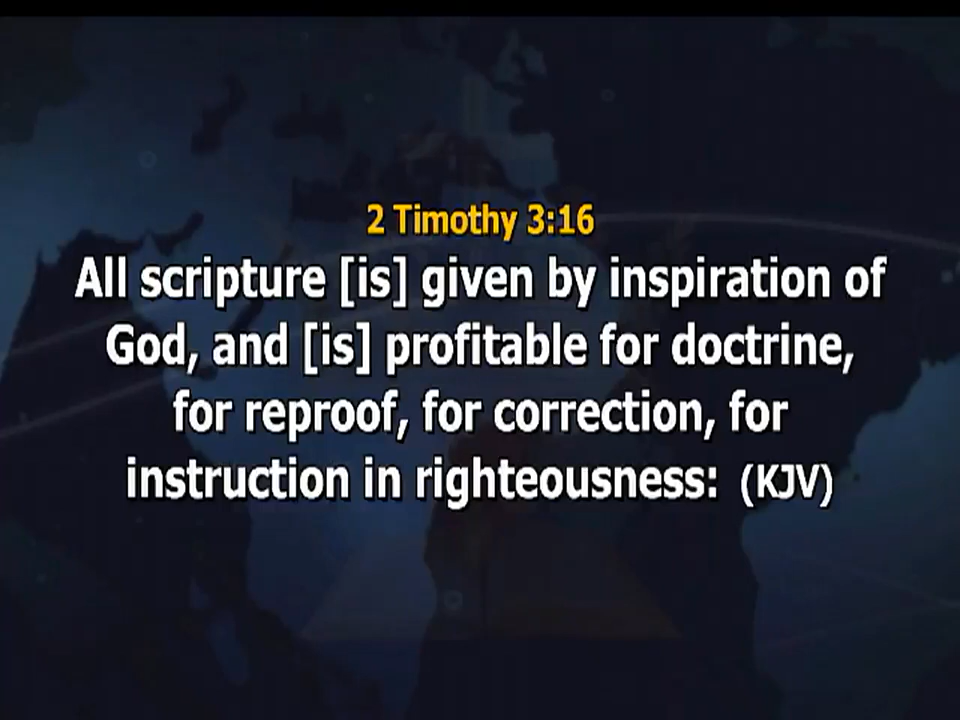 2 Timothy 3:16
All scripture [is] given by inspiration of
God, and [is] profitable for doctrine,
for reproof, for correction, for
instruction in righteousness: (KJV)